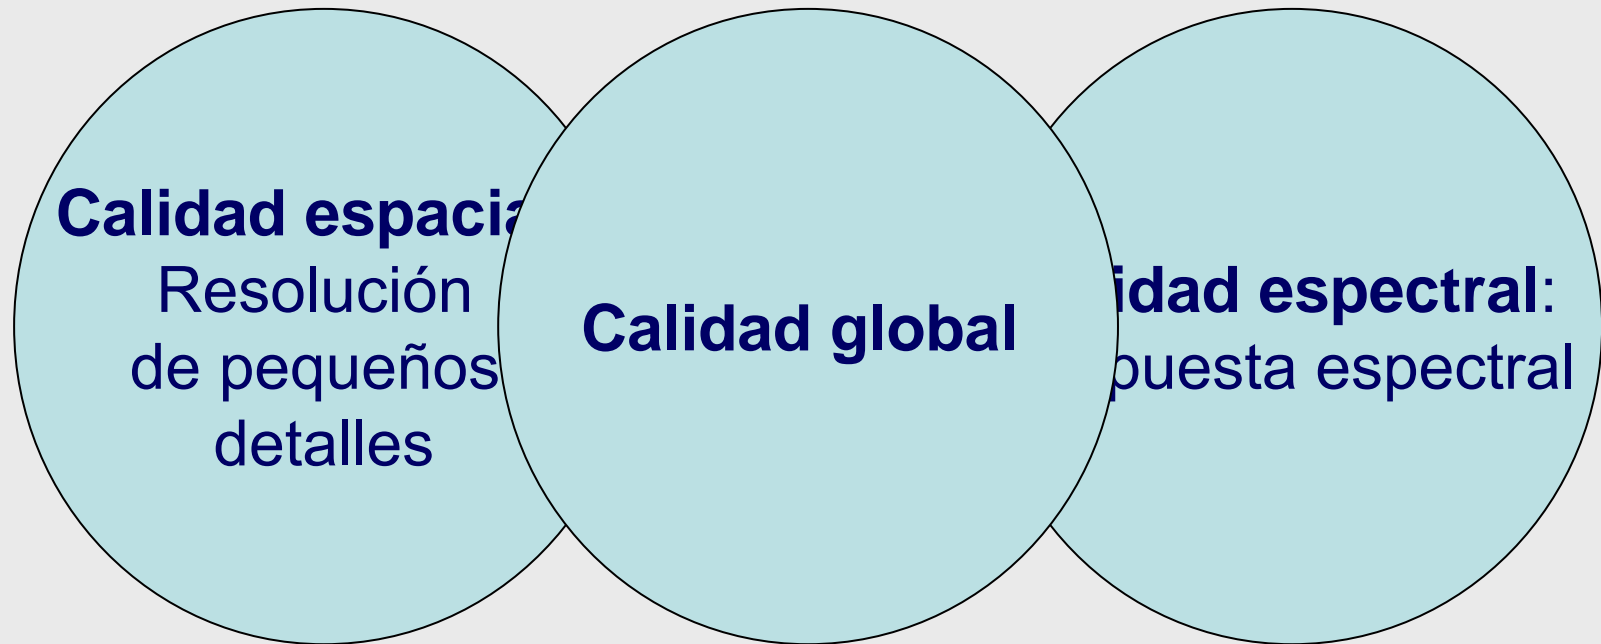 Calidad espacia
Resolución
de pequeños
detalles
Calidad global
idad espectral:
puesta espectral